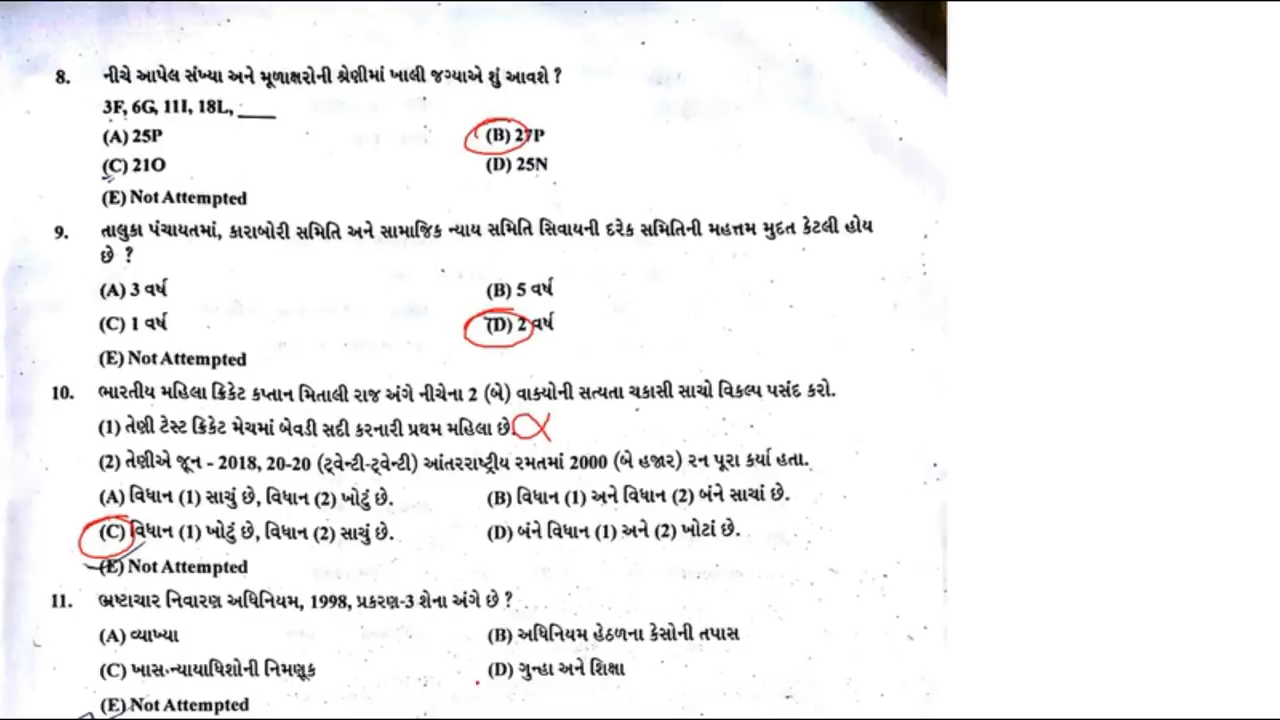 8. નીચે આપેલ સંખ્યા અને મૂળાક્ષરોની શ્રેણીમાં ખાલી જગ્યાએ શું આવશે ?
3F, 6G, 11I, 18L, ____
(A) 25P (B) 27P
(C) 21O (D) 25N
(E) Not Attempted
9. તાલુકા પંચાયતમાં, કારાબોરી સમિતિ અને સામાજિક ન્યાય સમિતિ સિવાયની દરેક સમિતિની મહત્તમ મુદત કેટલી હોય
છે ?
(A) 3 વર્ષ (B) 5 વર્ષ
(C) 1 વર્ષ (D) 2 વર્ષ
(E) Not Attempted
10. ભારતીય મહિલા ક્રિકેટ કપ્તાન મિતાલી રાજ અંગે નીચેના 2 (બે) વાક્યોની સત્યતા ચકાસી સાચો વિકલ્પ પસંદ કરો.
(1) તેણી ટેસ્ટ ક્રિકેટ મેચમાં બેવડી સદી કરનારી પ્રથમ મહિલા છે.
(2) તેણીએ જૂન - 2018, 20-20 (ટ્વેન્ટી-ટ્વેન્ટી) આંતરરાષ્ટ્રીય રમતમાં 2000 (બે હજાર) રન પૂરા કર્યા હતા.
(A) વિધાન (1) સાચું છે, વિધાન (2) ખોટું છે. (B) વિધાન (1) અને વિધાન (2) બંને સાચાં છે.
(C) વિધાન (1) ખોટું છે, વિધાન (2) સાચું છે. (D) બંને વિધાન (1) અને (2) ખોટાં છે.
(E) Not Attempted
11. ભ્રષ્ટાચાર નિવારણ અધિનિયમ, 1998, પ્રકરણ-3 શેના અંગે છે ?
(A) વ્યાખ્યા (B) અધિનિયમ હેઠળના કેસોની તપાસ
(C) ખાસ ન્યાયાધિશોની નિમણૂક (D) ગુન્હા અને શિક્ષા
(E) Not Attempted